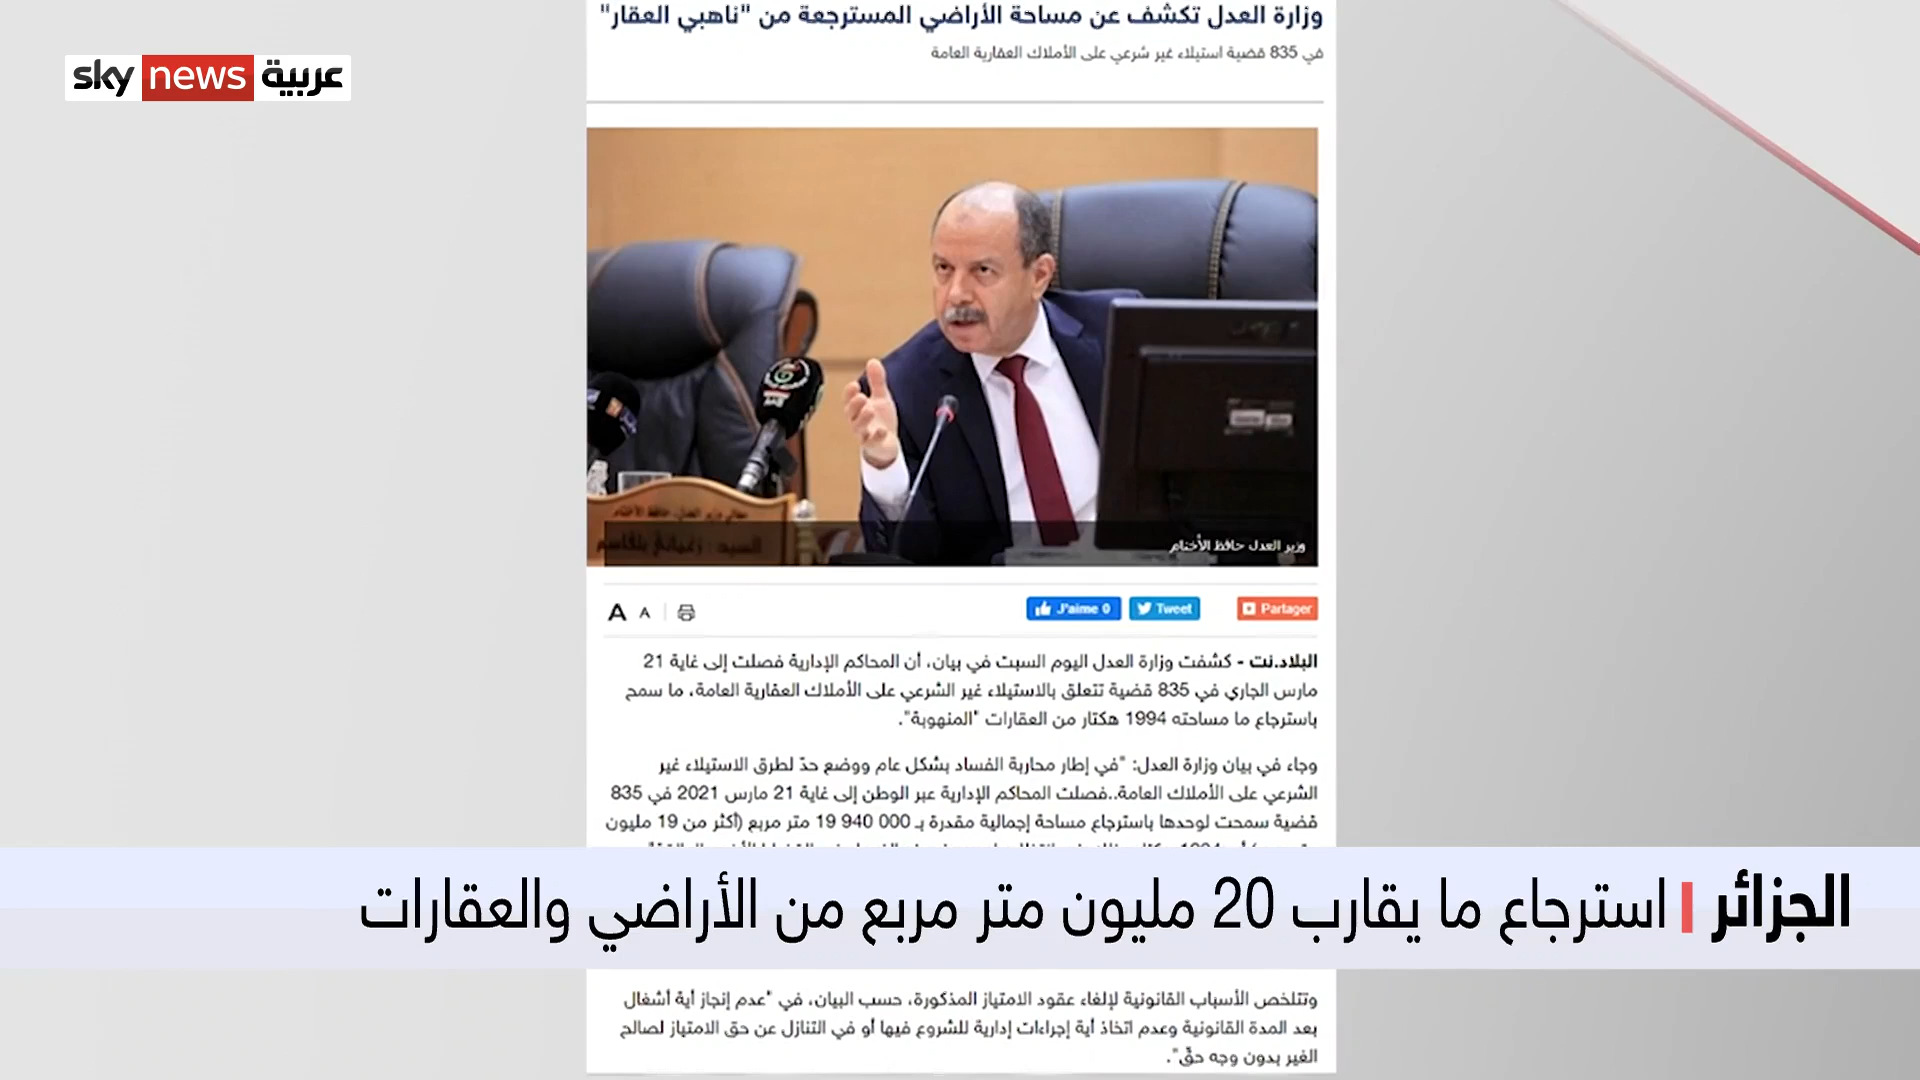 وزارة العدل تكشف عن مساحة الأراضي المسترجعة من "ناهبي العقار"
في 835 قضية استيلاء غير شرعي على الأملاك العقارية العامة
sky news عربية
معالي وزير العدل، حافظ الأختام
السيد : زغماتي بلقاسم
وزير العدل حافظ الأختام
A A
J'aime 0
Tweet
Partager
البلاد.نت - كشفت وزارة العدل اليوم السبت في بيان، أن المحاكم الإدارية فصلت إلى غاية 21
مارس الجاري في 835 قضية تتعلق بالاستيلاء غير الشرعي على الأملاك العقارية العامة، ما سمح
باسترجاع ما مساحته 1994 هكتار من العقارات "المنهوبة".
وجاء في بيان وزارة العدل: "في إطار محاربة الفساد بشكل عام ووضع حدّ لطرق الاستيلاء غير
الشرعي على الأملاك العامة..فصلت المحاكم الإدارية عبر الوطن إلى غاية 21 مارس 2021 في 835
قضية سمحت لوحدها باسترجاع مساحة إجمالية مقدرة بـ 000 940 19 متر مربع (أكثر من 19 مليون
الجزائر | استرجاع ما يقارب 20 مليون متر مربع من الأراضي والعقارات
وتتلخص الأسباب القانونية لإلغاء عقود الامتياز المذكورة، حسب البيان، في "عدم إنجاز أية أشغال
بعد المدة القانونية وعدم اتخاذ أية إجراءات إدارية للشروع فيها أو في التنازل عن حق الامتياز لصالح
الغير بدون وجه حقّ".